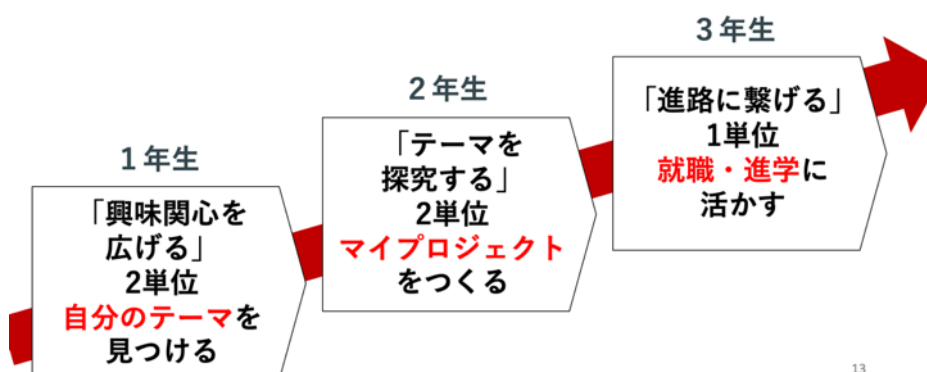 1年生
「興味関心を
広げる」
2単位
自分のテーマを
見つける
2年生
「テーマを
探究する」
2単位
マイプロジェクト
をつくる
3年生
「進路に繋げる」
1単位
就職・進学に
活かす
13